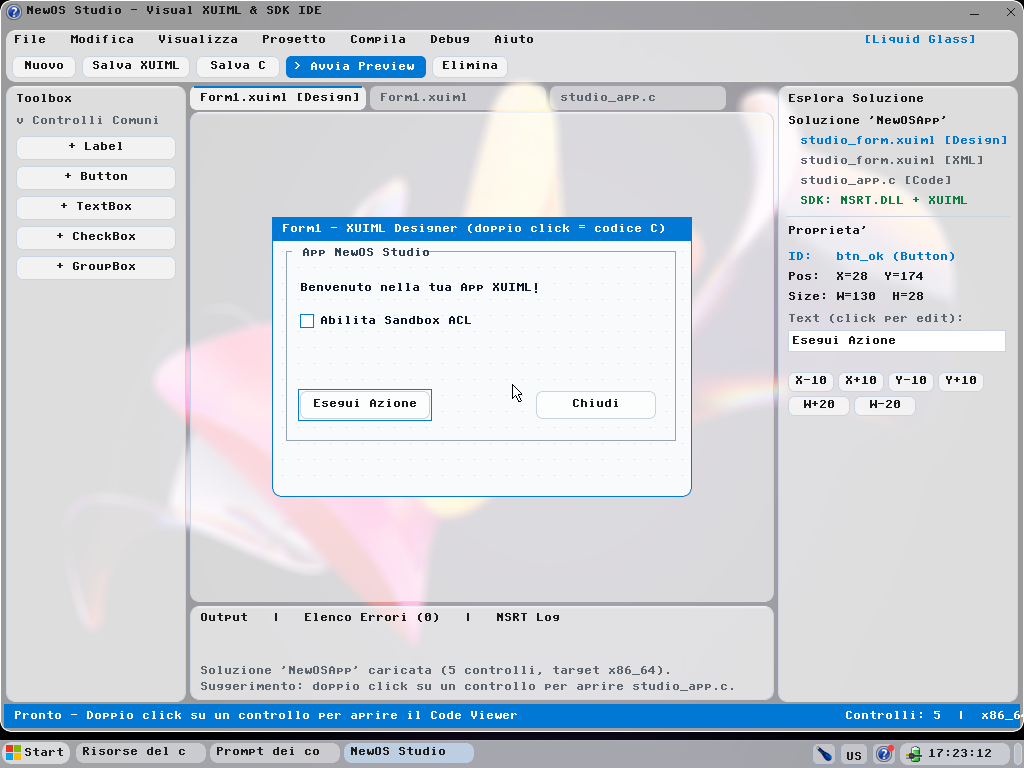 NewOS Studio - Visual XUIML & SDK IDE
File Modifica Visualizza Progetto Compila Debug Aiuto [Liquid Glass]
Nuovo Salva XUIML Salva C > Avvia Preview Elimina
Toolbox
v Controlli Comuni
+ Label
+ Button
+ TextBox
+ CheckBox
+ GroupBox
Form1.xuiml [Design] Form1.xuiml studio_app.c
Form1 - XUIML Designer (doppio click = codice C)
App NewOS Studio
Benvenuto nella tua App XUIML!
Abilita Sandbox ACL
Esegui Azione Chiudi
Output | Elenco Errori (0) | NSRT Log
Soluzione 'NewOSApp' caricata (5 controlli, target x86_64).
Suggerimento: doppio click su un controllo per aprire studio_app.c.
Esplora Soluzione
Soluzione 'NewOSApp'
studio_form.xuiml [Design]
studio_form.xuiml [XML]
studio_app.c [Code]
SDK: NSRT.DLL + XUIML
Proprieta'
ID: btn_ok (Button)
Pos: X=28 Y=174
Size: W=130 H=28
Text (click per edit):
Esegui Azione
X-10 X+10 Y-10 Y+10
W+20 W-20
Pronto - Doppio click su un controllo per aprire il Code Viewer Controlli: 5 | x86_6
Start Risorse del c Prompt dei co NewOS Studio US 17:23:12